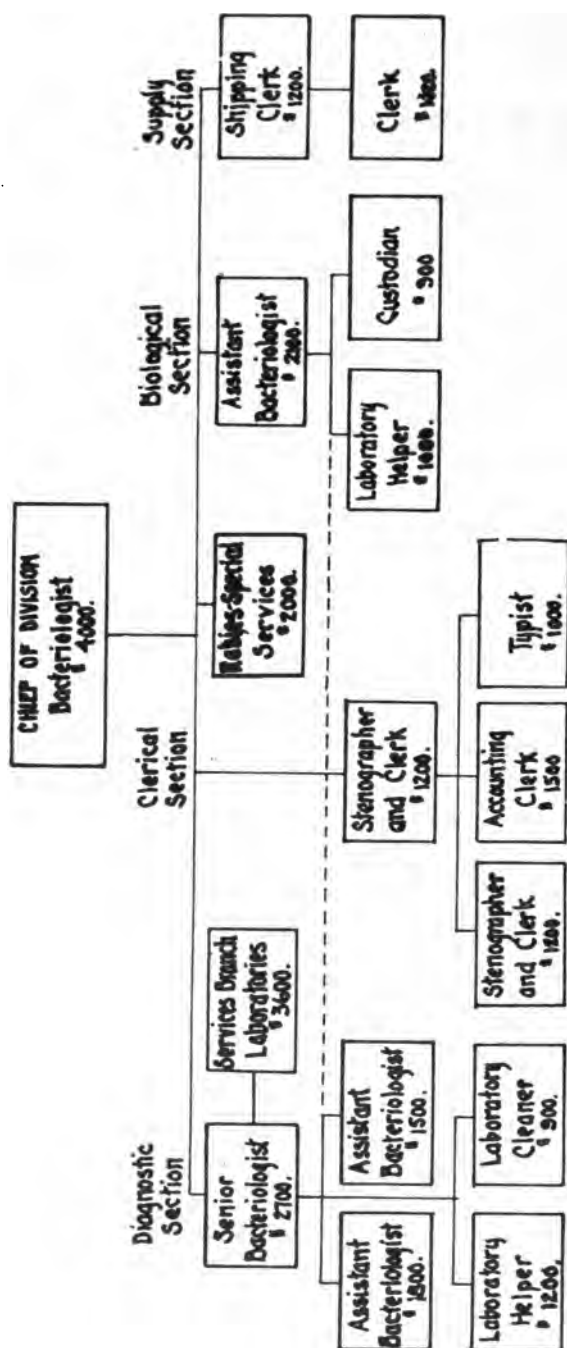 CHIEF OF DIVISION
Bacteriologist
$ 4000.
Diagnostic
Section
Clerical
Section
Biological
Section
Supply
Section
Senior
Bacteriologist
$ 2700.
Services Branch
Laboratories
$ 3600.
Rabies-Special
Services
$ 2000.
Assistant
Bacteriologist
Shipping
Clerk
$ 1200.
Assistant
Bacteriologist
$ 1800.
Assistant
Bacteriologist
$ 1500.
Stenographer
and Clerk
$ 1200.
Laboratory
Helper
Custodian
$ 900
Clerk
Laboratory
Helper
$ 1200.
Laboratory
Cleaner
$ 900.
Stenographer
and Clerk
$ 1200.
Accounting
Clerk
$ 1500
Typist
$ 1000.